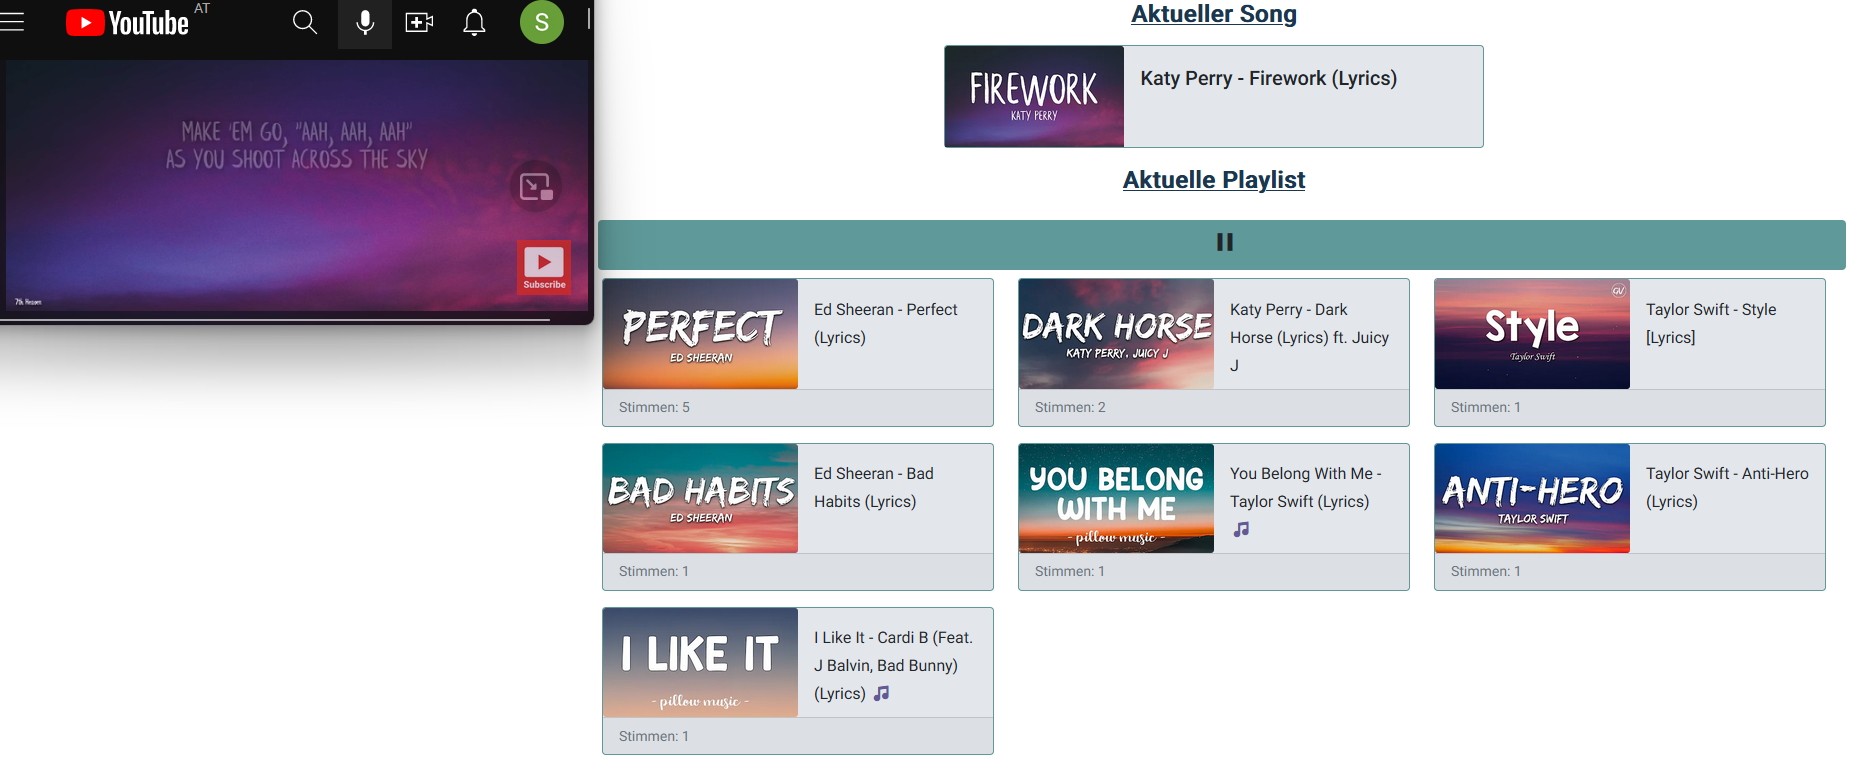 YouTube AT
S
MAKE 'EM GO, "AAH, AAH, AAH"
AS YOU SHOOT ACROSS THE SKY
Subscribe
7th Heaven
Aktueller Song
FIREWORK
KATY PERRY
Katy Perry - Firework (Lyrics)
Aktuelle Playlist
PERFECT
ED SHEERAN
Ed Sheeran - Perfect
(Lyrics)
Stimmen: 5
DARK HORSE
KATY PERRY, JUICY J
Katy Perry - Dark
Horse (Lyrics) ft. Juicy
J
Stimmen: 2
GV
Style
Taylor Swift
Taylor Swift - Style
[Lyrics]
Stimmen: 1
BAD HABITS
ED SHEERAN
Ed Sheeran - Bad
Habits (Lyrics)
Stimmen: 1
YOU BELONG
WITH ME
- pillow music -
You Belong With Me -
Taylor Swift (Lyrics)
🎵
Stimmen: 1
ANTI-HERO
TAYLOR SWIFT
Taylor Swift - Anti-Hero
(Lyrics)
Stimmen: 1
I LIKE IT
- pillow music -
I Like It - Cardi B (Feat.
J Balvin, Bad Bunny)
(Lyrics) 🎵
Stimmen: 1